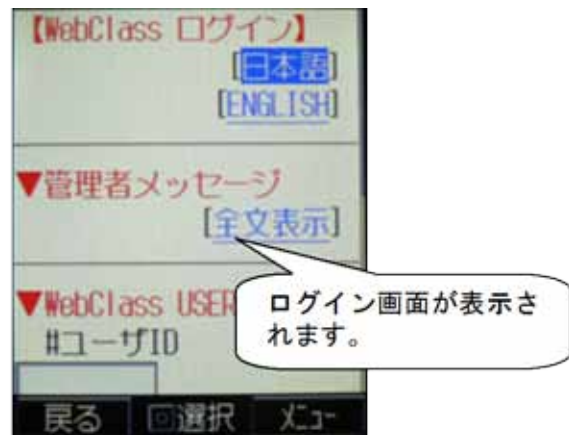 【WebClass ログイン】
[日本語]
[ENGLISH]
▼管理者メッセージ
[全文表示]
▼WebClass USER
#ユーザID
ログイン画面が表示さ
れます。
戻る 選択 メニュー